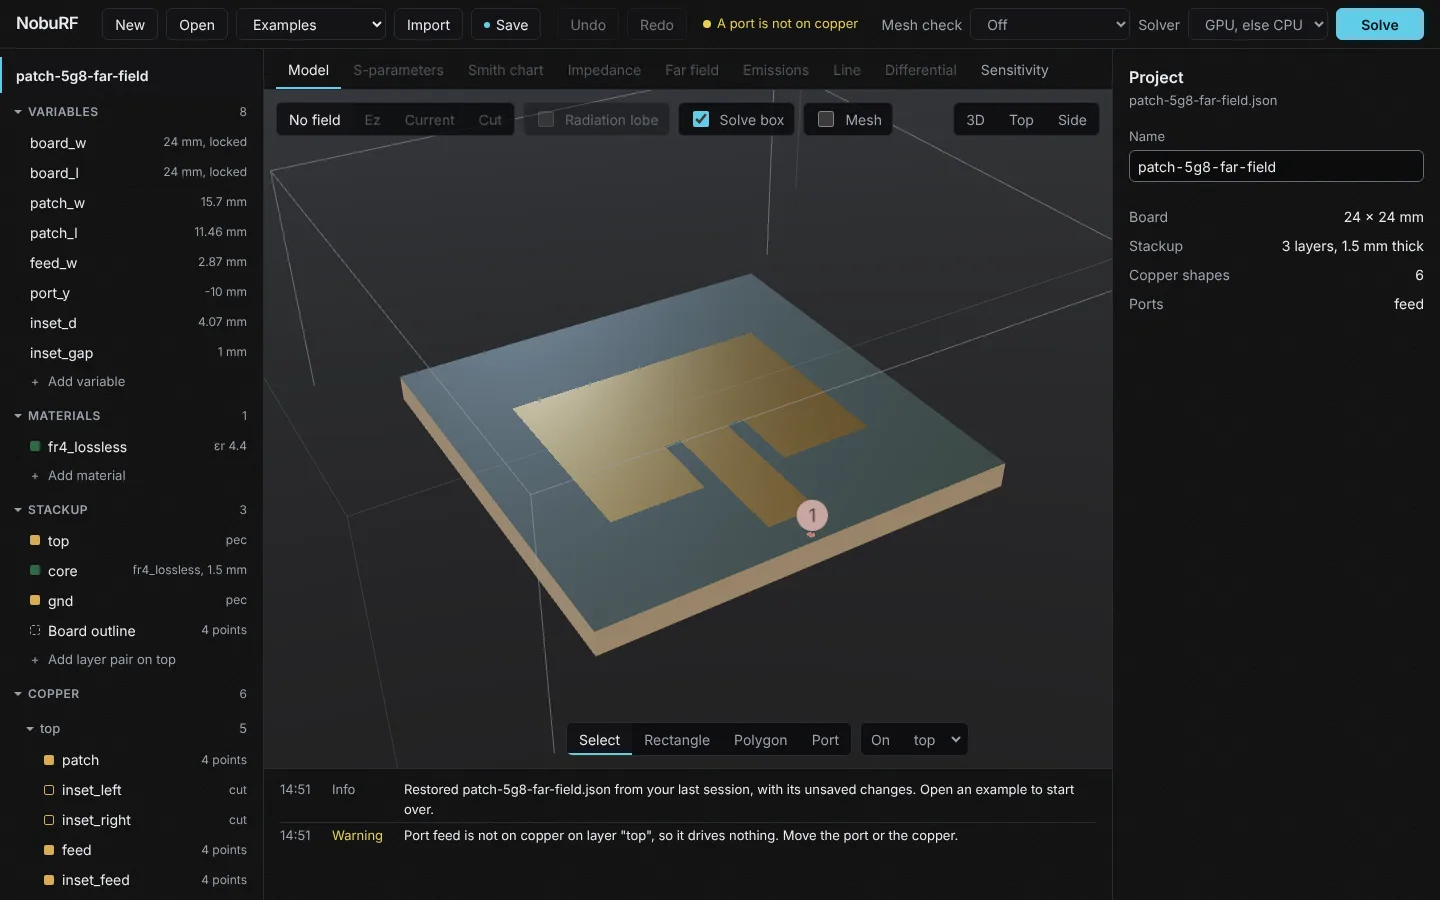 NobuRF New Open Examples Import Save Undo Redo A port is not on copper Mesh check Off Solver GPU, else CPU Solve
patch-5g8-far-field
VARIABLES 8
board_w 24 mm, locked
board_l 24 mm, locked
patch_w 15.7 mm
patch_l 11.46 mm
feed_w 2.87 mm
port_y -10 mm
inset_d 4.07 mm
inset_gap 1 mm
+ Add variable
MATERIALS 1
fr4_lossless εr 4.4
+ Add material
STACKUP 3
top pec
core fr4_lossless, 1.5 mm
gnd pec
Board outline 4 points
+ Add layer pair on top
COPPER 6
top 5
patch 4 points
inset_left cut
inset_right cut
feed 4 points
inset_feed 4 points
Model S-parameters Smith chart Impedance Far field Emissions Line Differential Sensitivity
No field Ez Current Cut Radiation lobe Solve box Mesh 3D Top Side
1
Select Rectangle Polygon Port On top
14:51 Info Restored patch-5g8-far-field.json from your last session, with its unsaved changes. Open an example to start
over.
14:51 Warning Port feed is not on copper on layer "top", so it drives nothing. Move the port or the copper.
Project
patch-5g8-far-field.json
Name
patch-5g8-far-field
Board 24 × 24 mm
Stackup 3 layers, 1.5 mm thick
Copper shapes 6
Ports feed